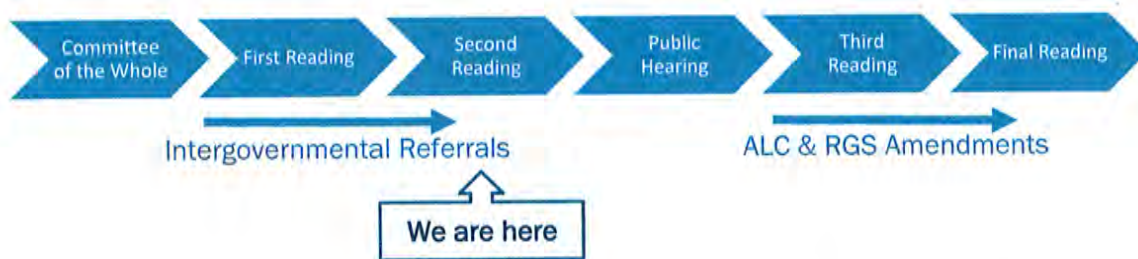 Committee
of the Whole
First Reading
Second
Reading
Public
Hearing
Third
Reading
Final Reading
Intergovernmental Referrals
ALC & RGS Amendments
We are here